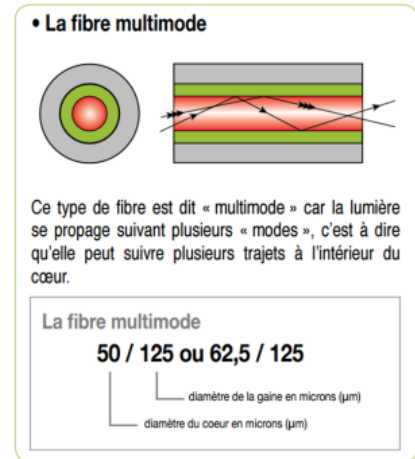 • La fibre multimode
Ce type de fibre est dit « multimode » car la lumière
se propage suivant plusieurs « modes », c'est à dire
qu'elle peut suivre plusieurs trajets à l'intérieur du
cœur.
La fibre multimode
50 / 125 ou 62,5 / 125
diamètre de la gaine en microns (µm)
diamètre du coeur en microns (µm)